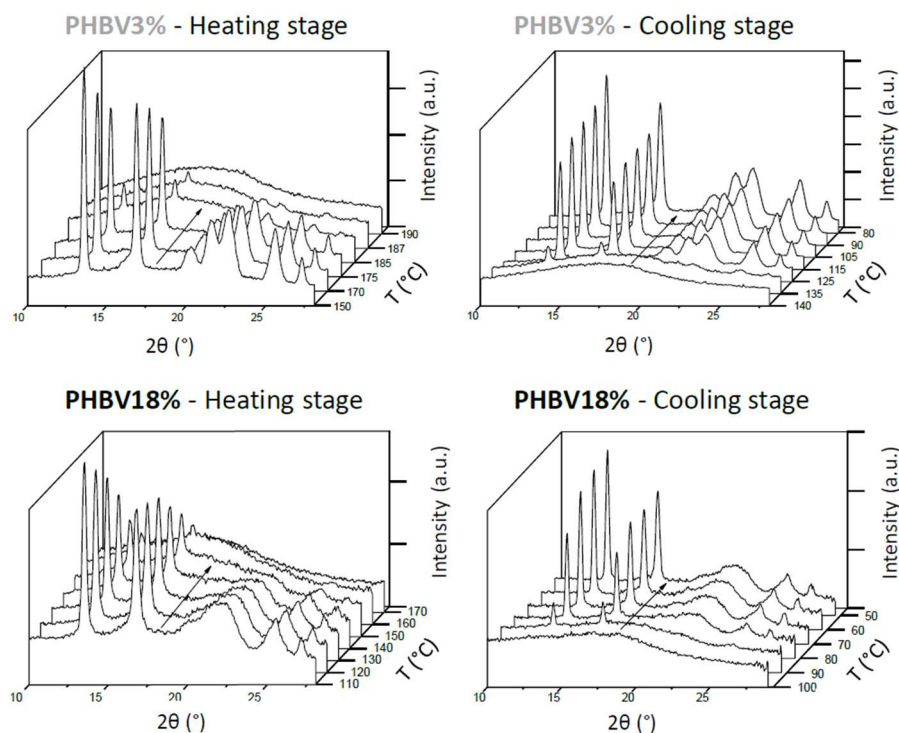 PHBV3% - Heating stage
Intensity (a.u.)
190
187
185
175
170
150
T (°C)
10
15
20
25
2θ (°)
PHBV3% - Cooling stage
Intensity (a.u.)
80
90
105
115
125
135
140
T (°C)
10
15
20
25
2θ (°)
PHBV18% - Heating stage
Intensity (a.u.)
170
160
150
140
130
120
110
T (°C)
10
15
20
25
2θ (°)
PHBV18% - Cooling stage
Intensity (a.u.)
50
60
70
80
90
100
T (°C)
10
15
20
25
2θ (°)